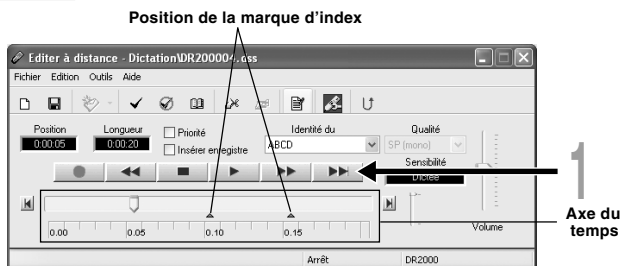 Position de la marque d'index
Editer à distance - Dictation\DR200004.dss
Fichier Edition Outils Aide
Position Longueur Priorité Identité du Qualité
0:00:05 0:00:20 Insérer enregistre ABCD SP (mono)
Sensibilité
Dictée
1
0.00 0.05 0.10 0.15
Volume
Axe du
temps
Arrêt DR2000